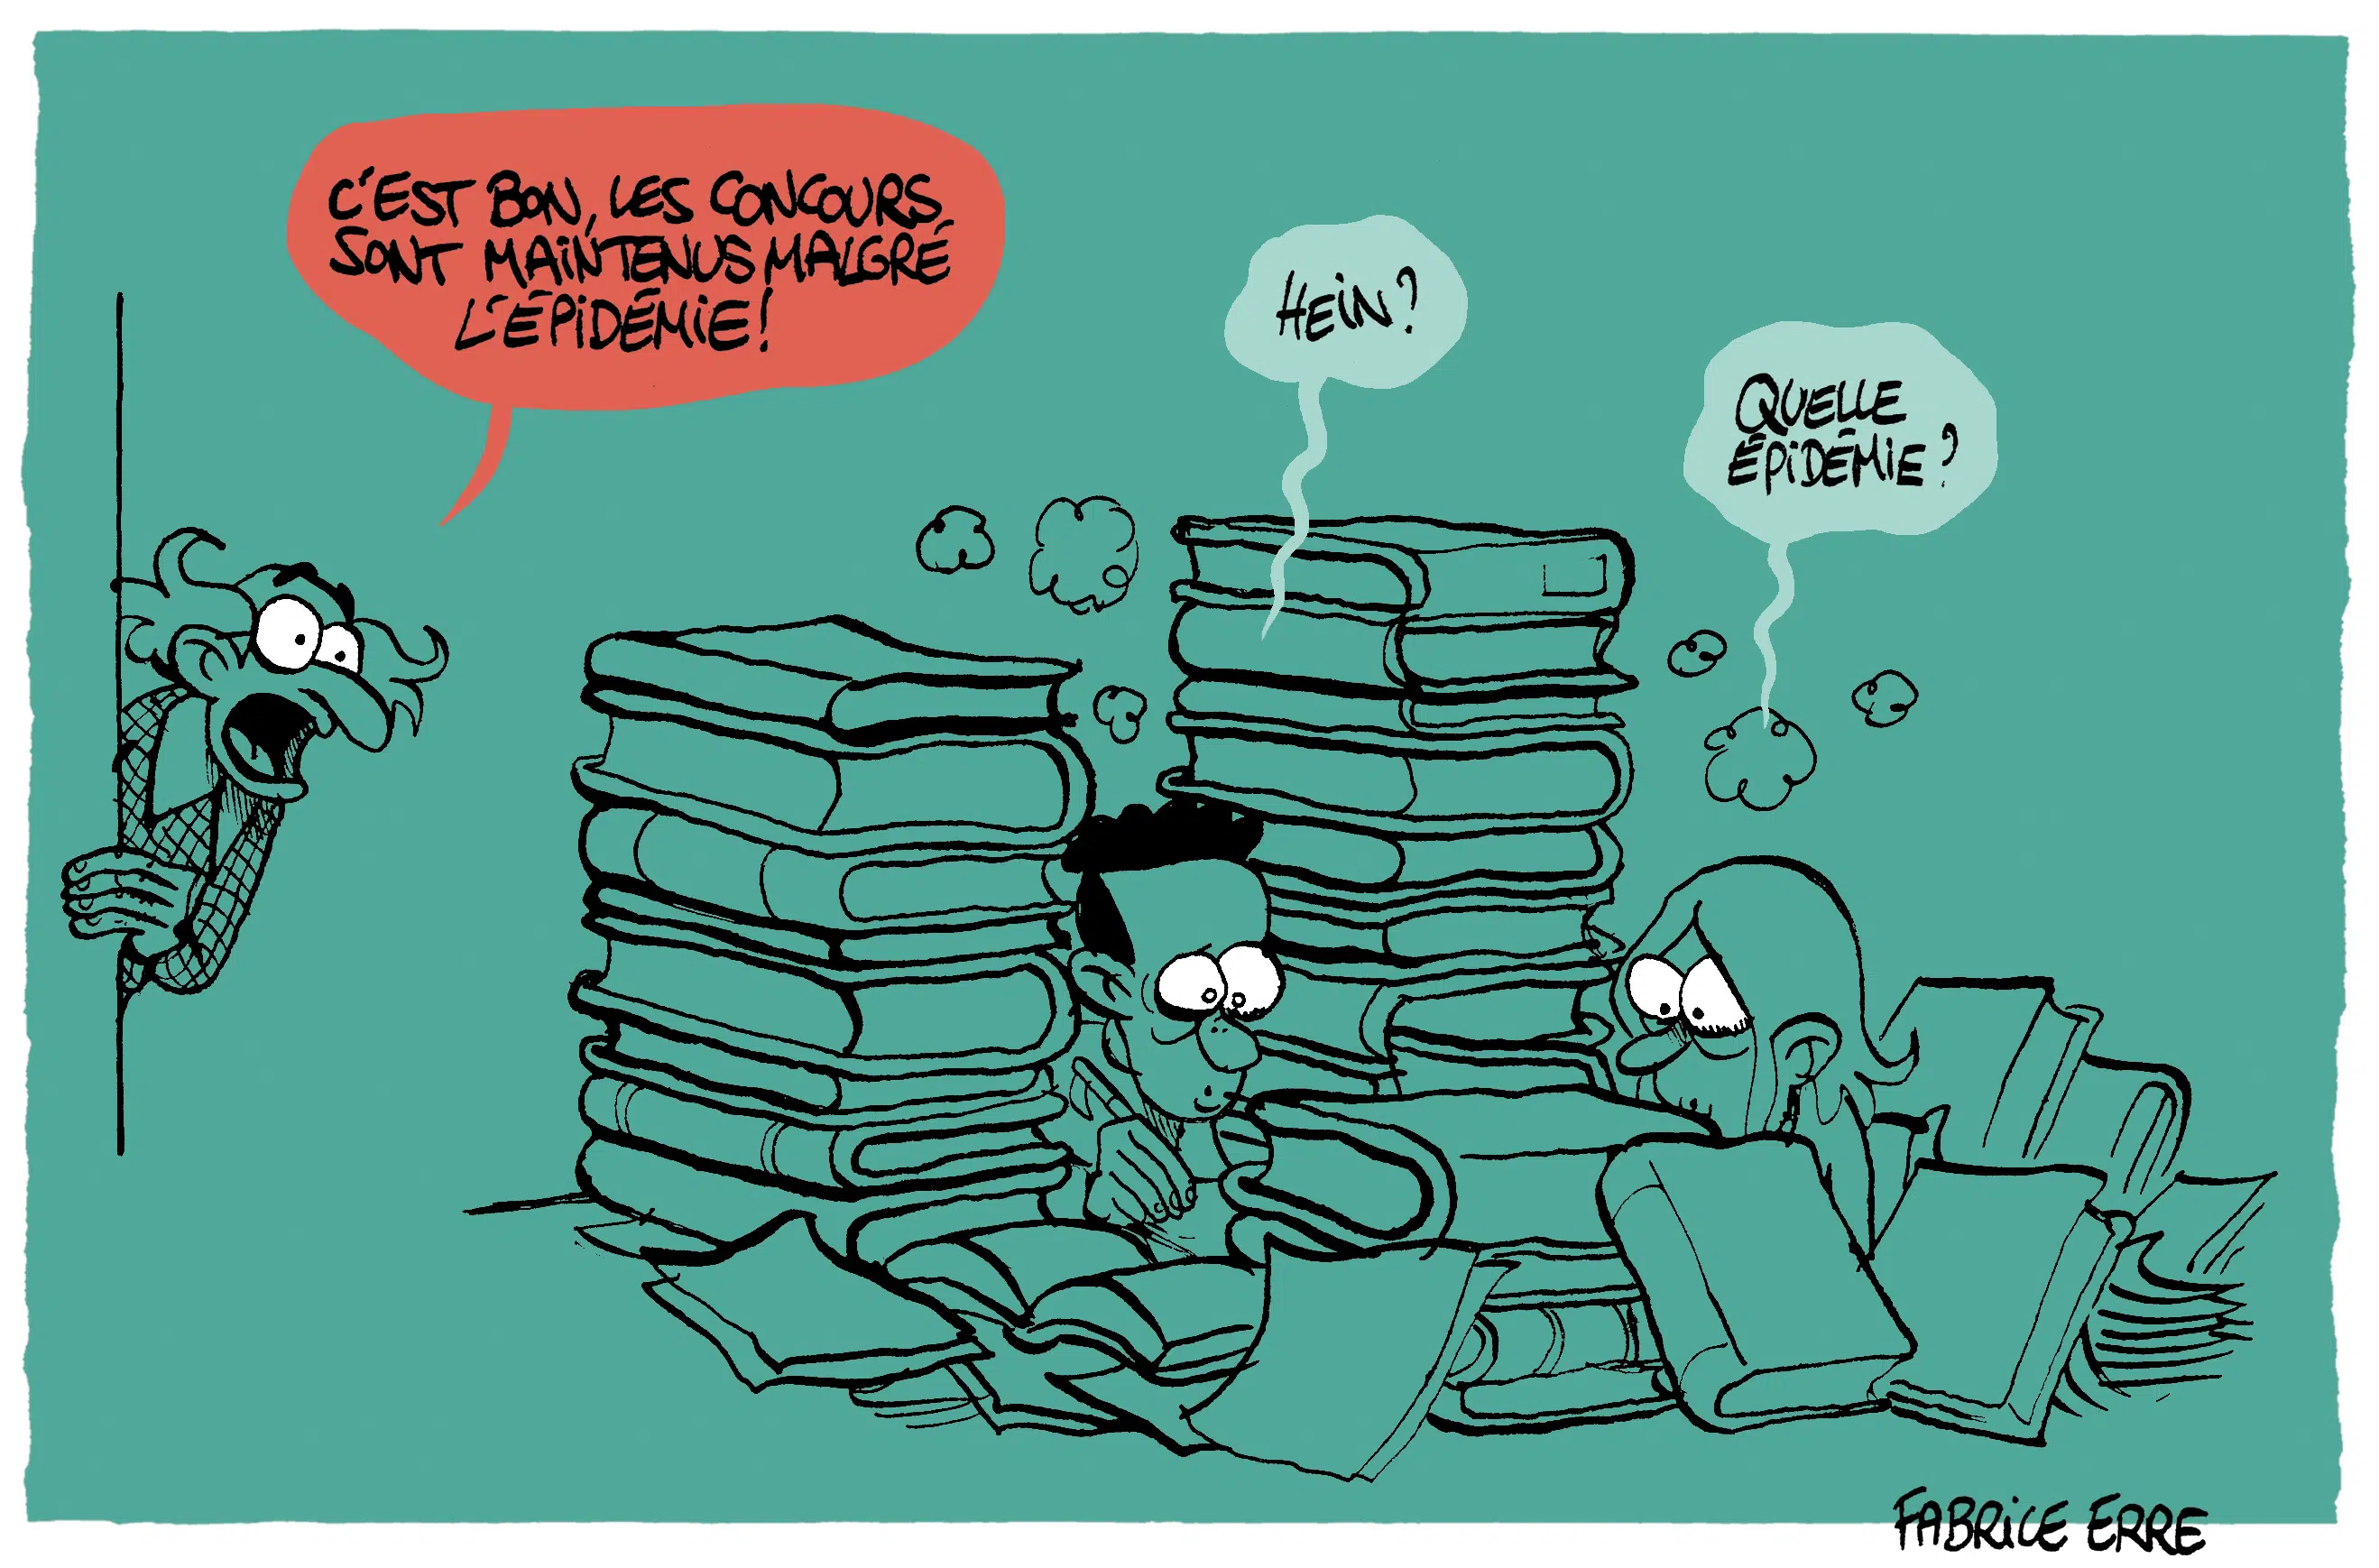 C'EST BON, LES CONCOURS
SONT MAINTENUS MALGRÉ
L'ÉPIDÉMIE!
HEIN?
QUELLE
ÉPIDÉMIE?
FABRICE ERRE